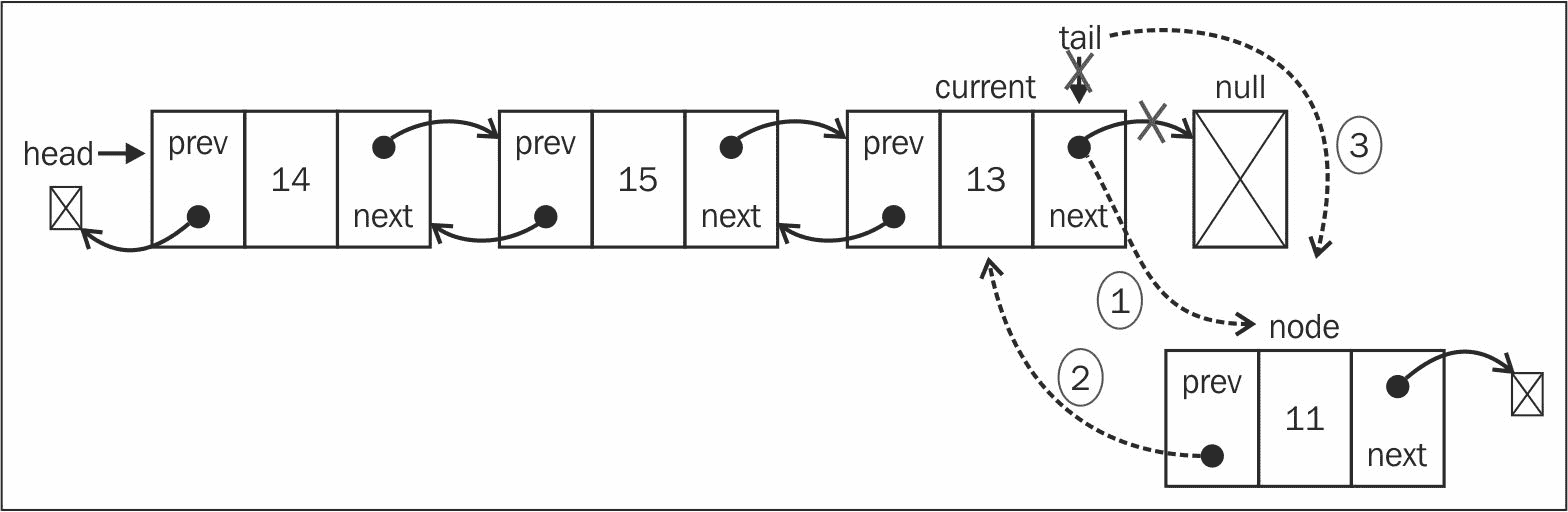 tail
current
null
head
prev
14
next
prev
15
next
prev
13
next
3
1
node
2
prev
11
next